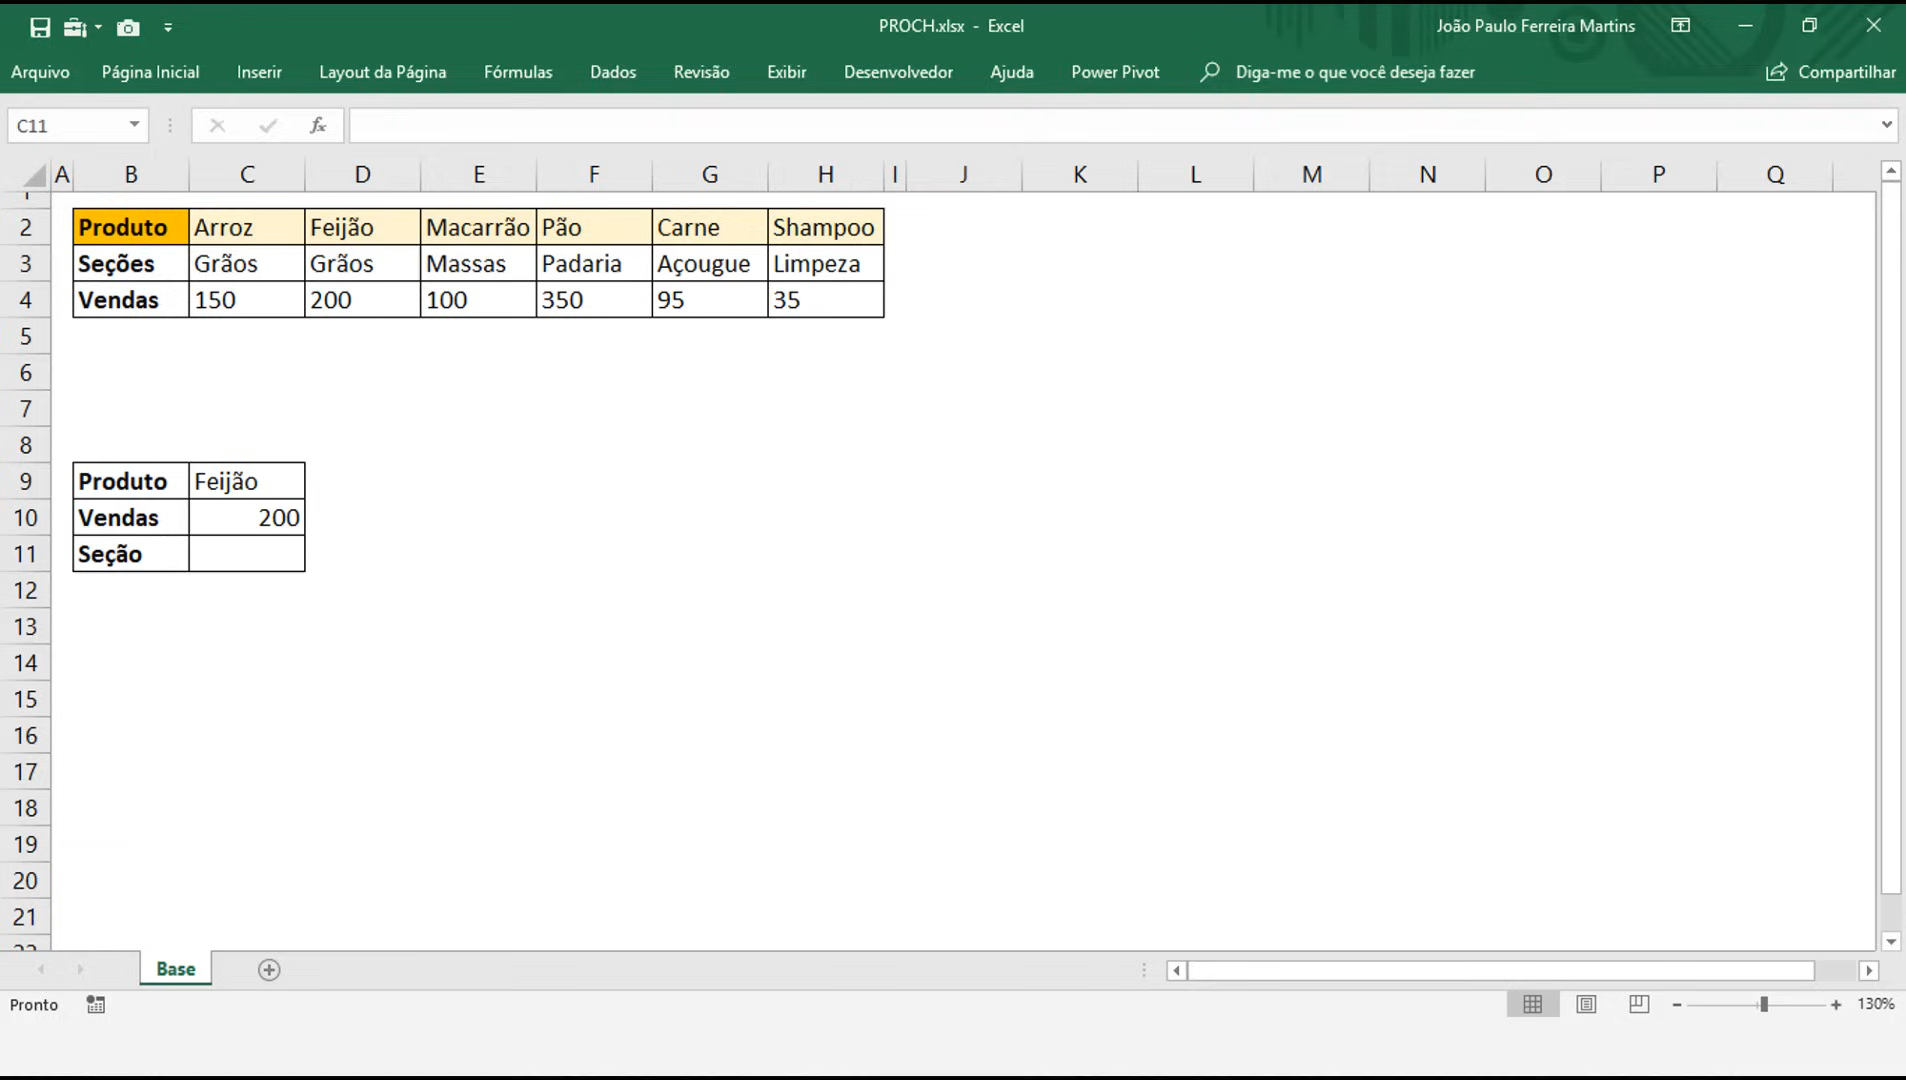 PROCH.xlsx - Excel
João Paulo Ferreira Martins
Arquivo Página Inicial Inserir Layout da Página Fórmulas Dados Revisão Exibir Desenvolvedor Ajuda Power Pivot Diga-me o que você deseja fazer Compartilhar
C11 fx
A B C D E F G H I J K L M N O P Q
1
2 Produto Arroz Feijão Macarrão Pão Carne Shampoo
3 Seções Grãos Grãos Massas Padaria Açougue Limpeza
4 Vendas 150 200 100 350 95 35
5
6
7
8
9 Produto Feijão
10 Vendas 200
11 Seção
12
13
14
15
16
17
18
19
20
21
22
Base
Pronto 130%